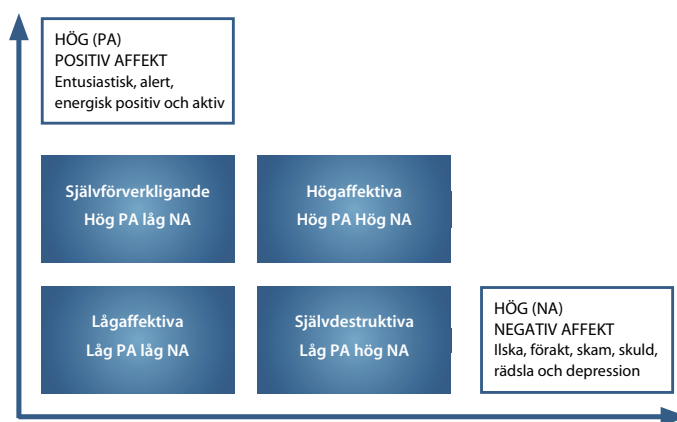 HÖG (PA)
POSITIV AFFEKT
Entusiastisk, alert,
energisk positiv och aktiv
Självförverkligande
Hög PA låg NA
Högaffektiva
Hög PA Hög NA
Lågaffektiva
Låg PA låg NA
Självdestruktiva
Låg PA hög NA
HÖG (NA)
NEGATIV AFFEKT
Ilska, förakt, skam, skuld,
rädsla och depression